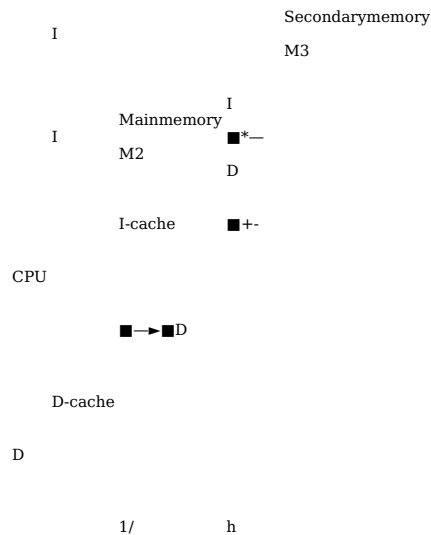 Secondarymemory
I
M3
I
Mainmemory
I
■*—
M2
D
I-cache
■+-
CPU
■—►■D
D-cache
D
1/
h